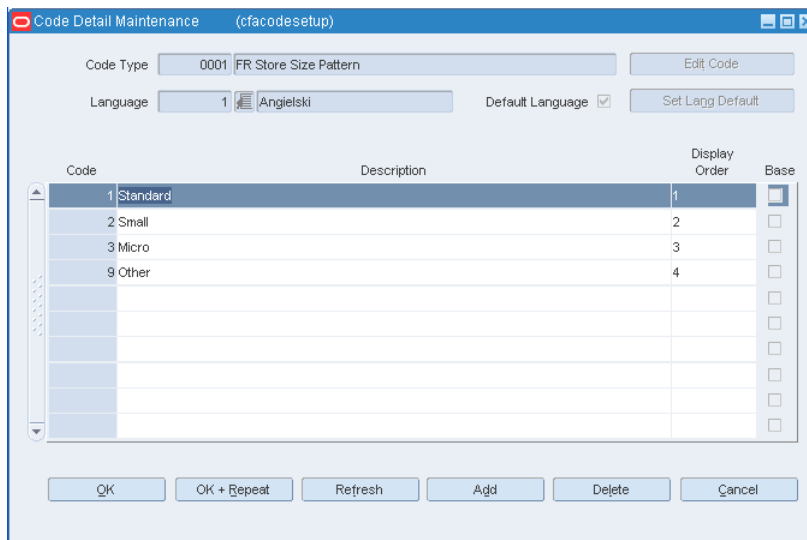 Code Detail Maintenance (cfacodesetup)
Code Type 0001 FR Store Size Pattern Edit Code
Language 1 Angielski Default Language Set Lang Default
Code Description Display Order Base
1 Standard 1
2 Small 2
3 Micro 3
9 Other 4
OK OK + Repeat Refresh Add Delete Cancel